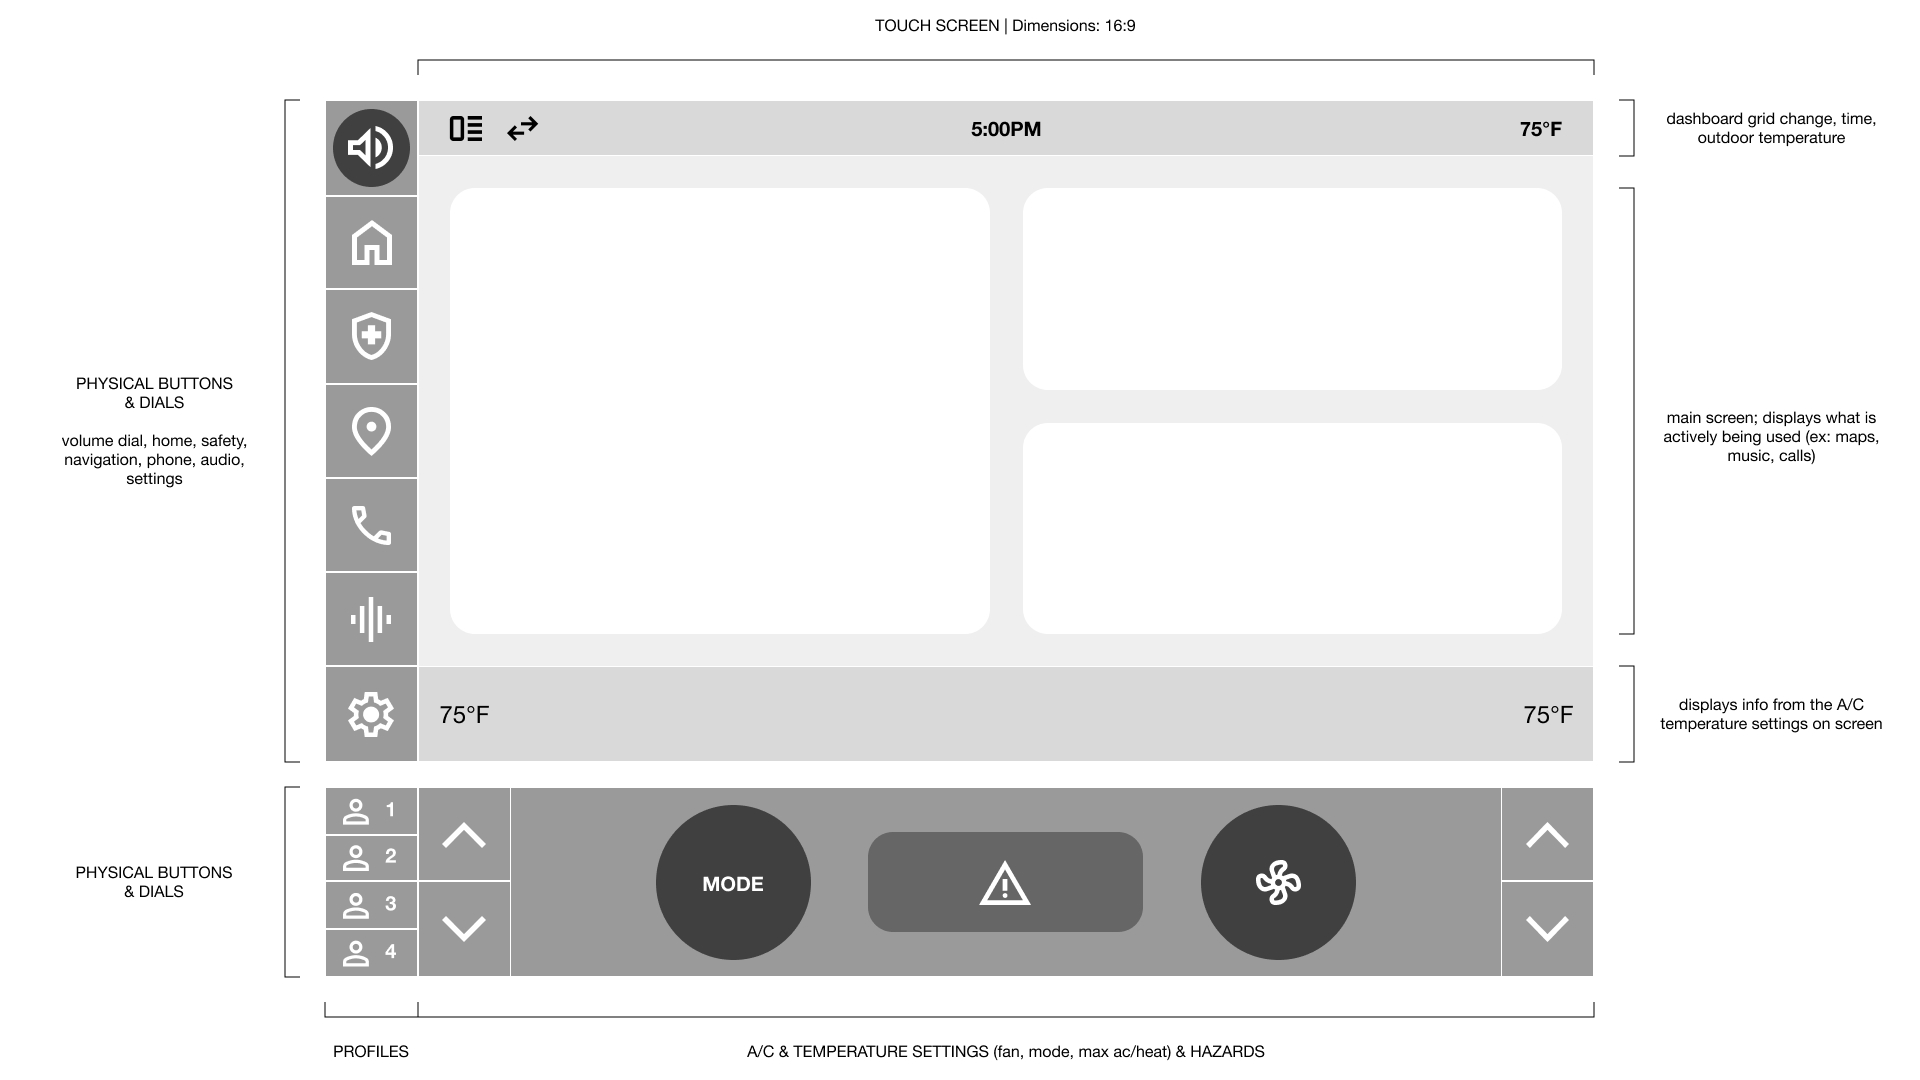 TOUCH SCREEN | Dimensions: 16:9
5:00PM
75°F
dashboard grid change, time,
outdoor temperature
PHYSICAL BUTTONS
& DIALS
volume dial, home, safety,
navigation, phone, audio,
settings
main screen; displays what is
actively being used (ex: maps,
music, calls)
75°F
75°F
displays info from the A/C
temperature settings on screen
PHYSICAL BUTTONS
& DIALS
1
2
3
4
MODE
PROFILES
A/C & TEMPERATURE SETTINGS (fan, mode, max ac/heat) & HAZARDS